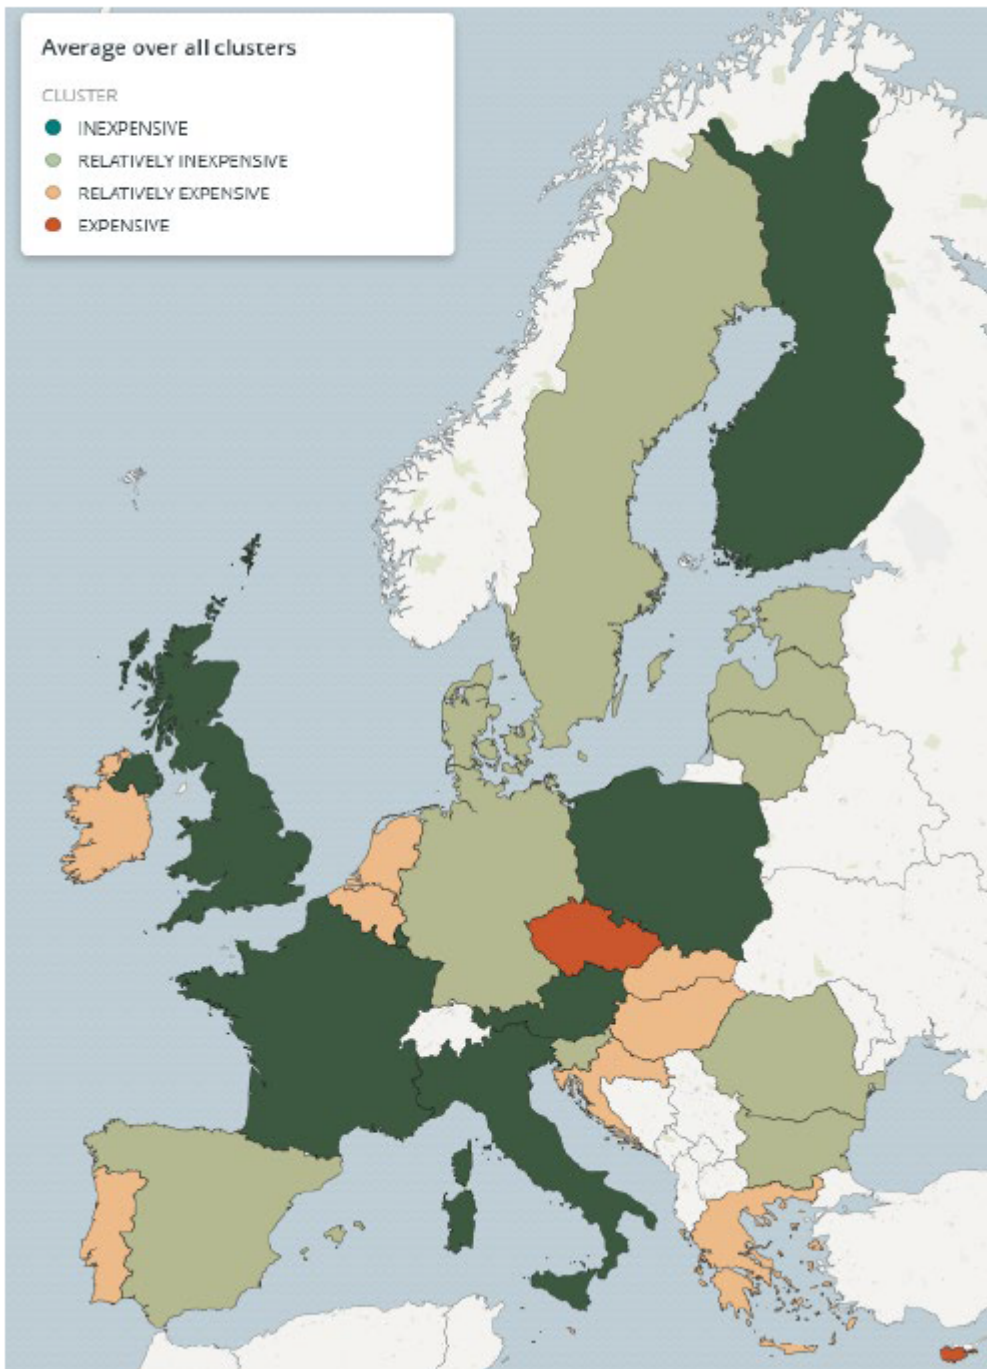 Average over all clusters
CLUSTER
INEXPENSIVE
RELATIVELY INEXPENSIVE
RELATIVELY EXPENSIVE
EXPENSIVE